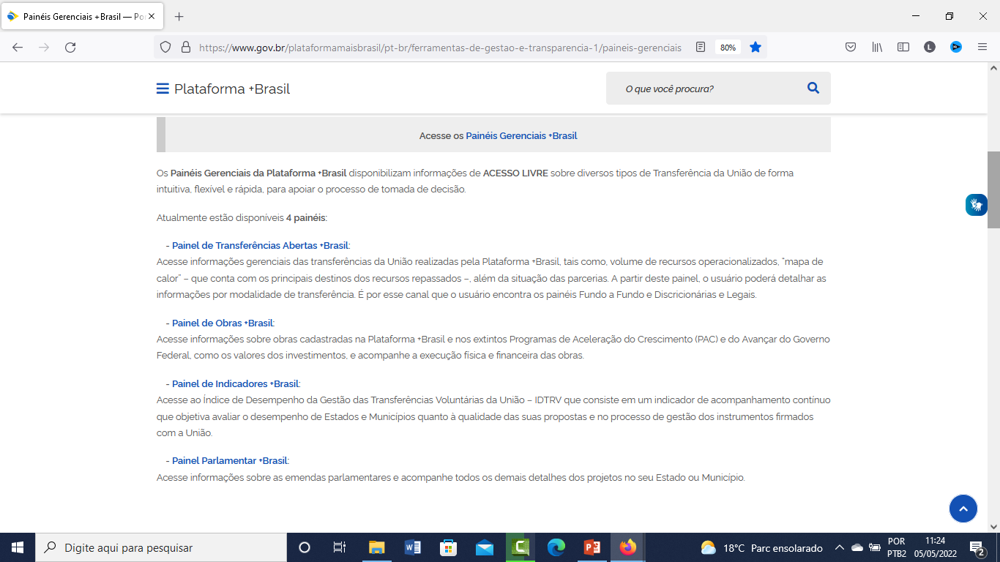 Painéis Gerenciais +Brasil — Po
https://www.gov.br/plataformamaisbrasil/pt-br/ferramentas-de-gestao-e-transparencia-1/paineis-gerenciais
80%
L
Plataforma +Brasil
O que você procura?
Acesse os Painéis Gerenciais +Brasil
Os Painéis Gerenciais da Plataforma +Brasil disponibilizam informações de ACESSO LIVRE sobre diversos tipos de Transferência da União de forma
intuitiva, flexível e rápida, para apoiar o processo de tomada de decisão.
Atualmente estão disponíveis 4 painéis:
- Painel de Transferências Abertas +Brasil:
Acesse informações gerenciais das transferências da União realizadas pela Plataforma +Brasil, tais como, volume de recursos operacionalizados, “mapa de
calor” – que conta com os principais destinos dos recursos repassados –, além da situação das parcerias. A partir deste painel, o usuário poderá detalhar as
informações por modalidade de transferência. É por esse canal que o usuário encontra os painéis Fundo a Fundo e Discricionárias e Legais.
- Painel de Obras +Brasil:
Acesse informações sobre obras cadastradas na Plataforma +Brasil e nos extintos Programas de Aceleração do Crescimento (PAC) e do Avançar do Governo
Federal, como os valores dos investimentos, e acompanhe a execução física e financeira das obras.
- Painel de Indicadores +Brasil:
Acesse ao Índice de Desempenho da Gestão das Transferências Voluntárias da União – IDTRV que consiste em um indicador de acompanhamento contínuo
que objetiva avaliar o desempenho de Estados e Municípios quanto à qualidade das suas propostas e no processo de gestão dos instrumentos firmados
com a União.
- Painel Parlamentar +Brasil:
Acesse informações sobre as emendas parlamentares e acompanhe todos os demais detalhes dos projetos no seu Estado ou Município.
Digite aqui para pesquisar
18°C Parc ensolarado
POR
PTB2
11:24
05/05/2022
2